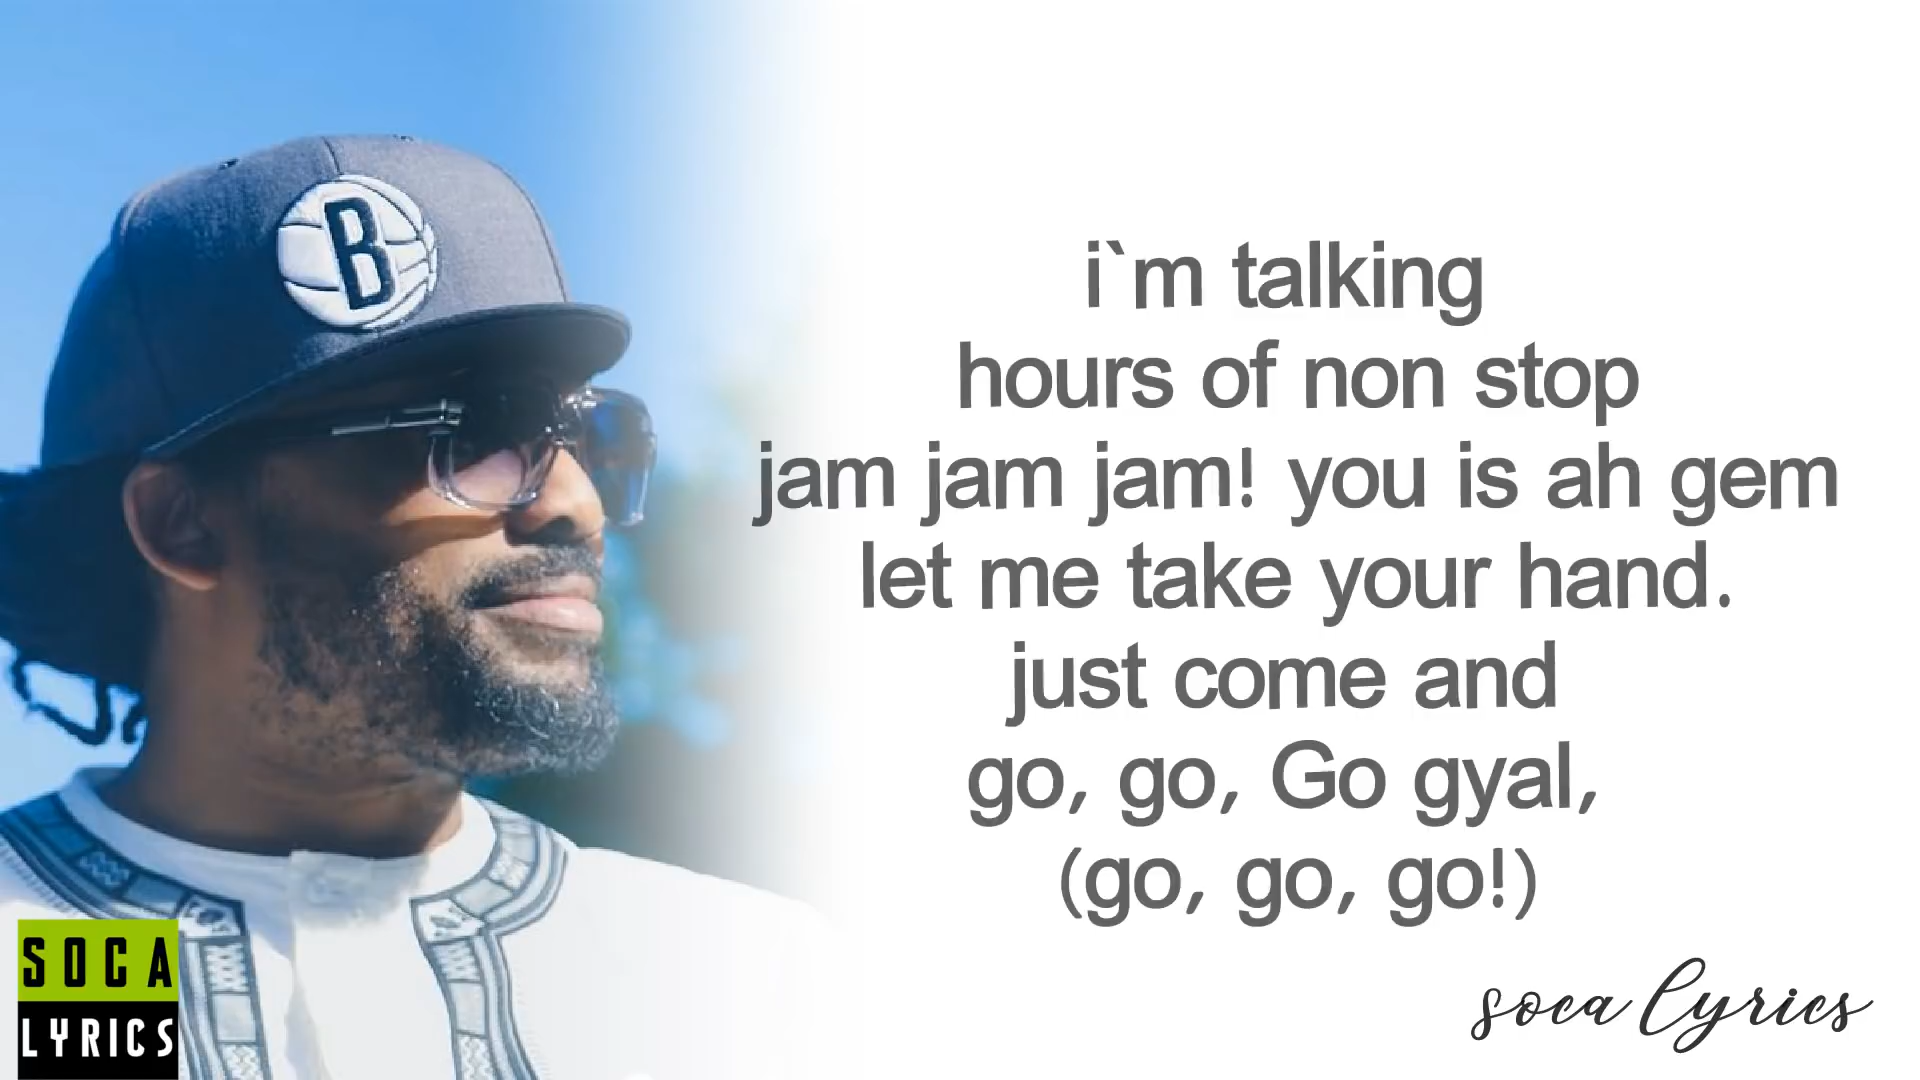 B
i`m talking
hours of non stop
jam jam jam! you is ah gem
let me take your hand.
just come and
go, go, Go gyal,
(go, go, go!)
SOCA
LYRICS
soca lyrics